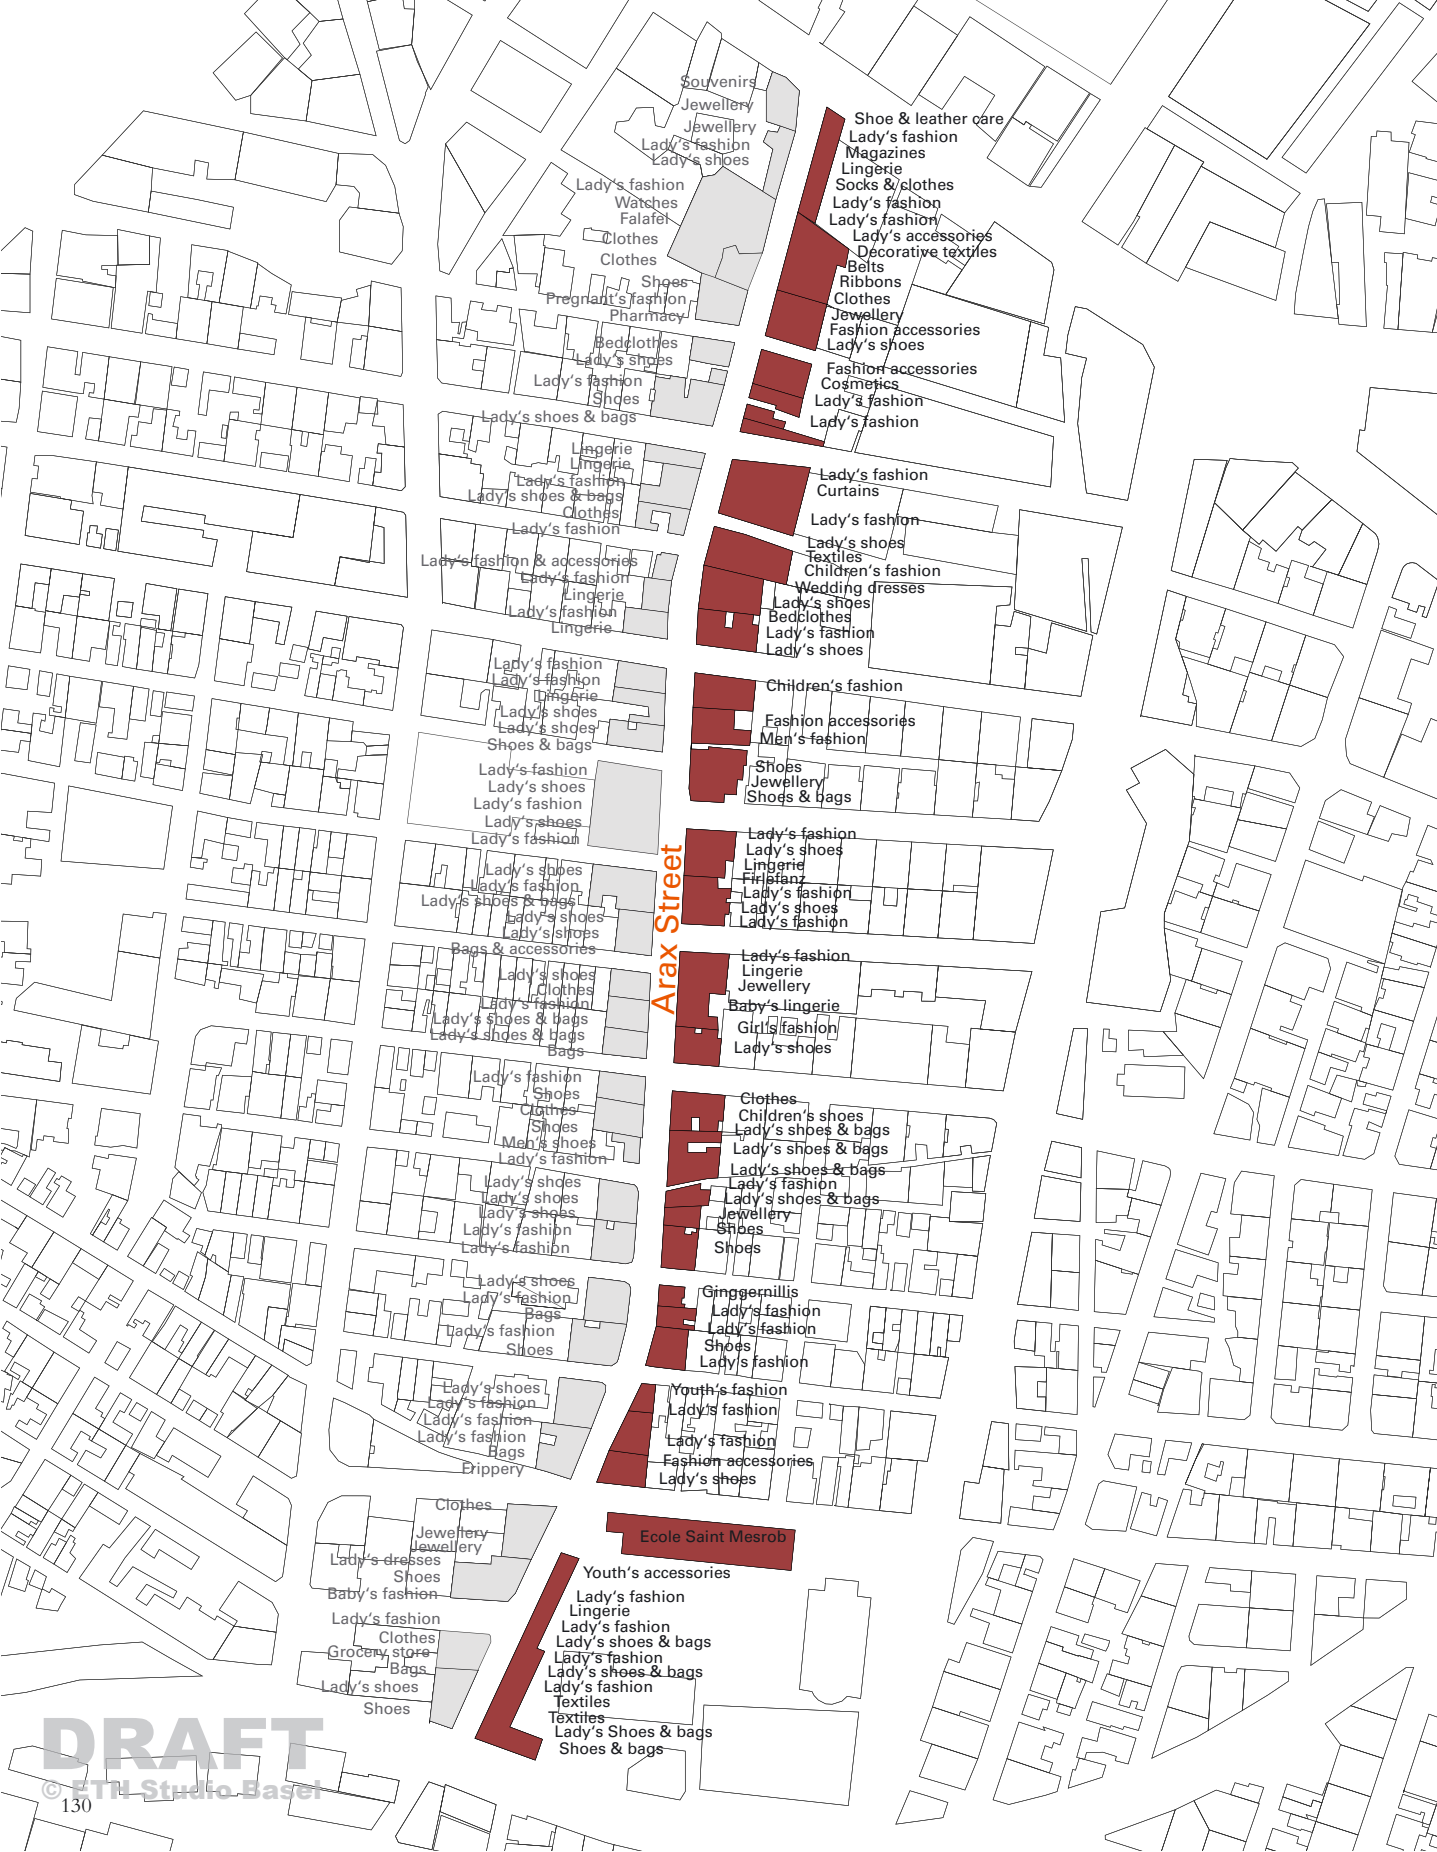 Souvenirs
Jewellery
Jewellery
Lady's fashion
Lady's shoes
Lady's fashion
Watches
Falafel
Clothes
Clothes
Shoes
Pregnant's fashion
Pharmacy
Bedclothes
Lady's shoes
Lady's fashion
Shoes
Lady's shoes & bags
Lingerie
Lingerie
Lady's fashion
Lady's shoes & bags
Clothes
Lady's fashion
Lady's fashion & accessories
Lady's fashion
Lingerie
Lady's fashion
Lingerie
Lady's fashion
Lady's fashion
Lingerie
Lady's shoes
Lady's shoes
Shoes & bags
Lady's fashion
Lady's shoes
Lady's fashion
Lady's shoes
Lady's fashion
Lady's shoes
Lady's fashion
Lady's shoes & bags
Lady's shoes
Lady's shoes
Bags & accessories
Lady's shoes
Clothes
Lady's fashion
Lady's shoes & bags
Lady's shoes & bags
Bags
Lady's fashion
Shoes
Clothes
Shoes
Men's shoes
Lady's fashion
Lady's shoes
Lady's shoes
Lady's shoes
Lady's fashion
Lady's fashion
Lady's shoes
Lady's fashion
Bags
Lady's fashion
Shoes
Lady's shoes
Lady's fashion
Lady's fashion
Lady's fashion
Bags
Frippery
Clothes
Jewellery
Jewellery
Lady's dresses
Shoes
Baby's fashion
Lady's fashion
Clothes
Grocery store
Bags
Lady's shoes
Shoes
Arax Street
Shoe & leather care
Lady's fashion
Magazines
Lingerie
Socks & clothes
Lady's fashion
Lady's fashion
Lady's accessories
Decorative textiles
Belts
Ribbons
Clothes
Jewellery
Fashion accessories
Lady's shoes
Fashion accessories
Cosmetics
Lady's fashion
Lady's fashion
Lady's fashion
Curtains
Lady's fashion
Lady's shoes
Textiles
Children's fashion
Wedding dresses
Lady's shoes
Bedclothes
Lady's fashion
Lady's shoes
Children's fashion
Fashion accessories
Men's fashion
Shoes
Jewellery
Shoes & bags
Lady's fashion
Lady's shoes
Lingerie
Firlefanz
Lady's fashion
Lady's shoes
Lady's fashion
Lady's fashion
Lingerie
Jewellery
Baby's lingerie
Girl's fashion
Lady's shoes
Clothes
Children's shoes
Lady's shoes & bags
Lady's shoes & bags
Lady's shoes & bags
Lady's fashion
Lady's shoes & bags
Jewellery
Shoes
Shoes
Ginggernillis
Lady's fashion
Lady's fashion
Shoes
Lady's fashion
Youth's fashion
Lady's fashion
Lady's fashion
Fashion accessories
Lady's shoes
Ecole Saint Mesrob
Youth's accessories
Lady's fashion
Lingerie
Lady's fashion
Lady's shoes & bags
Lady's fashion
Lady's shoes & bags
Lady's fashion
Textiles
Textiles
Lady's Shoes & bags
Shoes & bags
DRAFT
© ETH Studio Basel
130